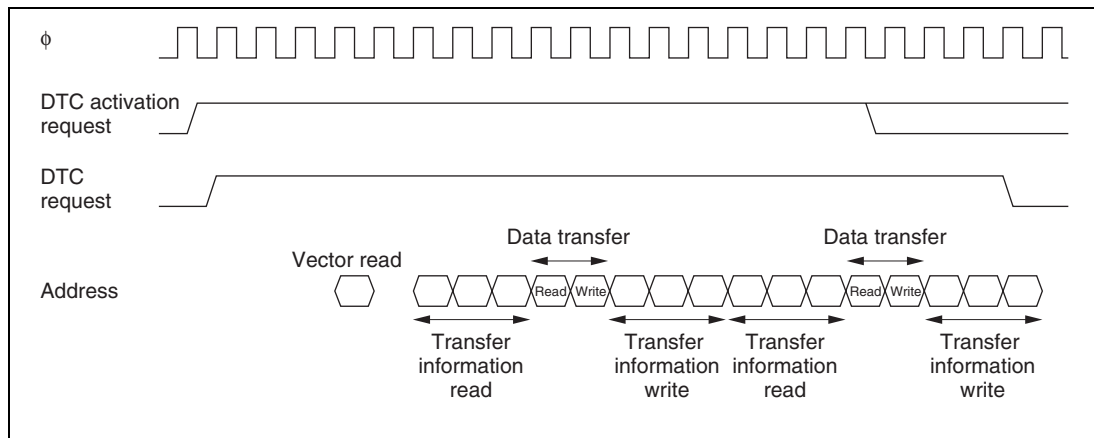 ϕ
DTC activation
request
DTC
request
Data transfer
Data transfer
Vector read
Address
Read Write
Read Write
Transfer
information
read
Transfer
information
write
Transfer
information
read
Transfer
information
write